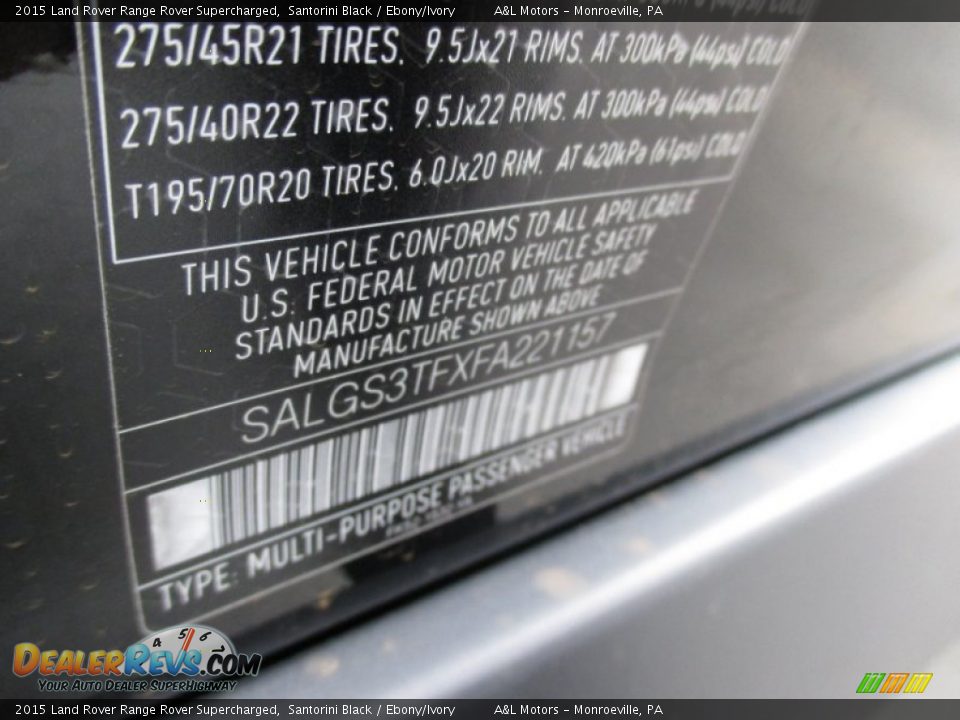 2015 Land Rover Range Rover Supercharged, Santorini Black / Ebony/Ivory A&L Motors - Monroeville, PA
275/45R21 TIRES. 9.5Jx21 RIMS. AT 300kPa (44psi) COLD
275/40R22 TIRES. 9.5Jx22 RIMS. AT 300kPa (44psi) COLD
T195/70R20 TIRES. 6.0Jx20 RIM. AT 420kPa (61psi) COLD
THIS VEHICLE CONFORMS TO ALL APPLICABLE
U.S. FEDERAL MOTOR VEHICLE SAFETY
STANDARDS IN EFFECT ON THE DATE OF
MANUFACTURE SHOWN ABOVE
SALGS3TFXFA221157
TYPE: MULTI-PURPOSE PASSENGER VEHICLE
4 5 6
DEALERREVS.COM
YOUR AUTO DEALER SUPERHIGHWAY
2015 Land Rover Range Rover Supercharged, Santorini Black / Ebony/Ivory A&L Motors - Monroeville, PA